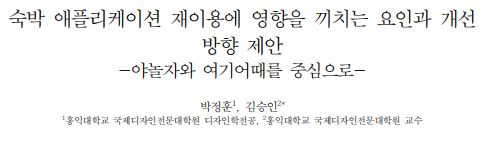 숙박 애플리케이션 재이용에 영향을 끼치는 요인과 개선
방향 제안
-야놀자와 여기어때를 중심으로-
박정훈¹, 김승인²*
¹홍익대학교 국제디자인전문대학원 디자인학전공, ²홍익대학교 국제디자인전문대학원 교수